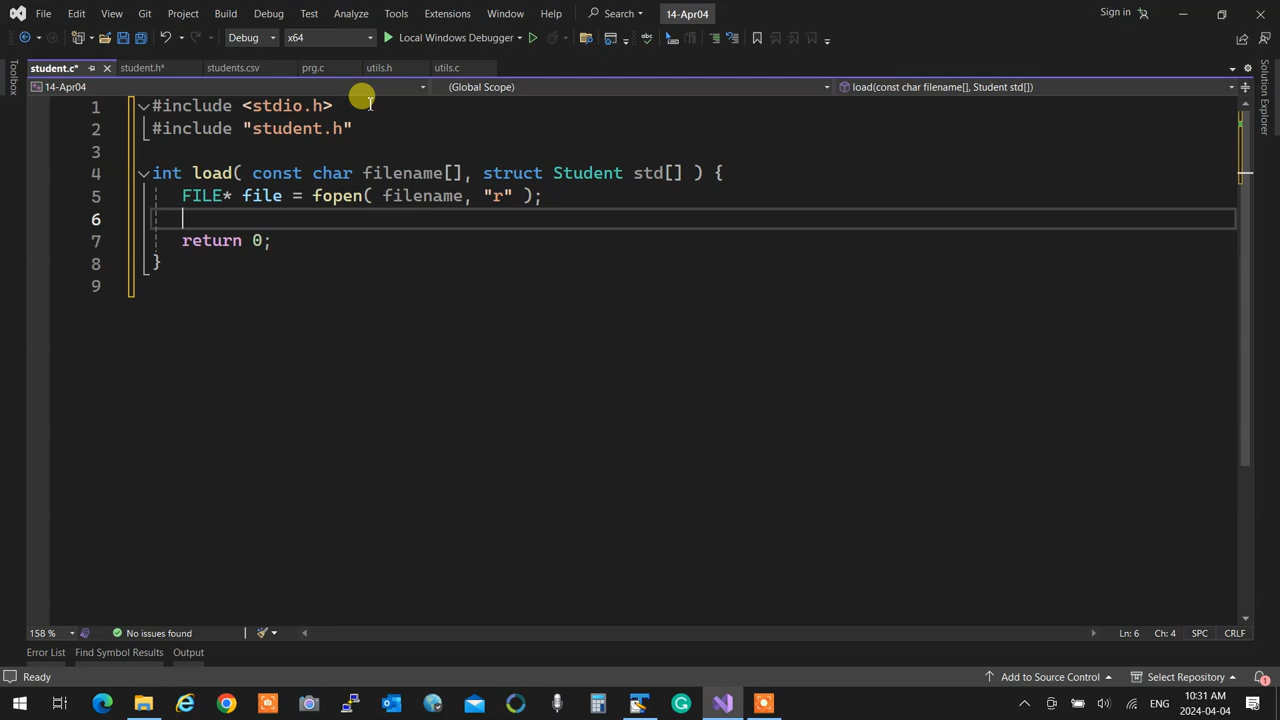 File Edit View Git Project Build Debug Test Analyze Tools Extensions Window Help Search 14-Apr04 Sign in
Debug x64 Local Windows Debugger
student.c* student.h* students.csv prg.c utils.h utils.c
14-Apr04 (Global Scope) load(const char filename[], Student std[])
1 #include <stdio.h>
2 #include "student.h"
3
4 int load( const char filename[], struct Student std[] ) {
5 FILE* file = fopen( filename, "r" );
6
7 return 0;
8 }
9
Toolbox
Solution Explorer
158 % No issues found Ln: 6 Ch: 4 SPC CRLF
Error List Find Symbol Results Output
Ready Add to Source Control Select Repository 1
ENG 10:31 AM
2024-04-04